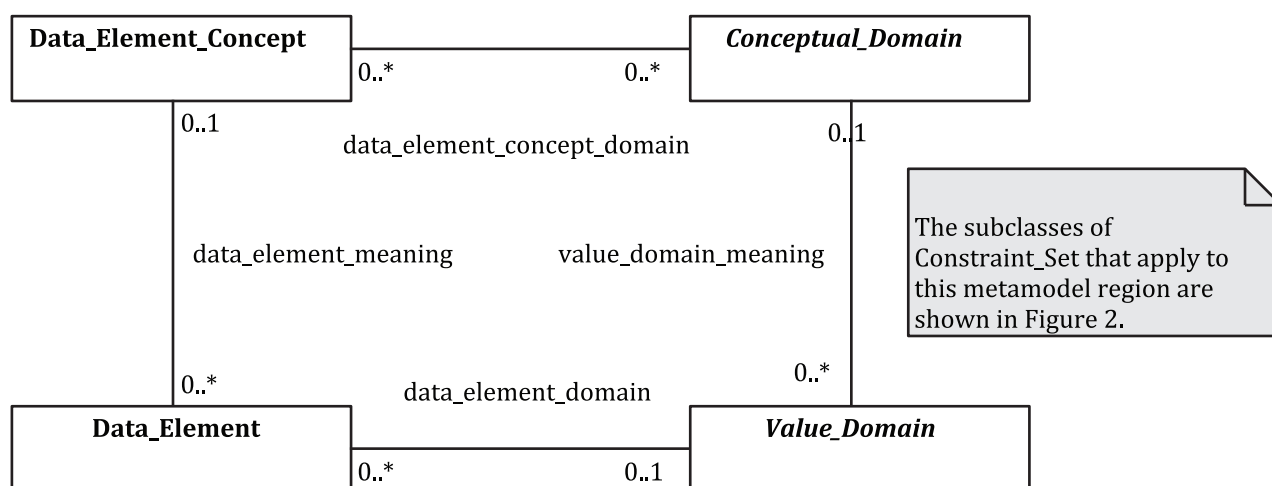 Data_Element_Concept
Conceptual_Domain
0..*
0..*
0..1
data_element_concept_domain
0..1
data_element_meaning
value_domain_meaning
The subclasses of
Constraint_Set that apply to
this metamodel region are
shown in Figure 2.
0..*
data_element_domain
0..*
Data_Element
Value_Domain
0..*
0..1